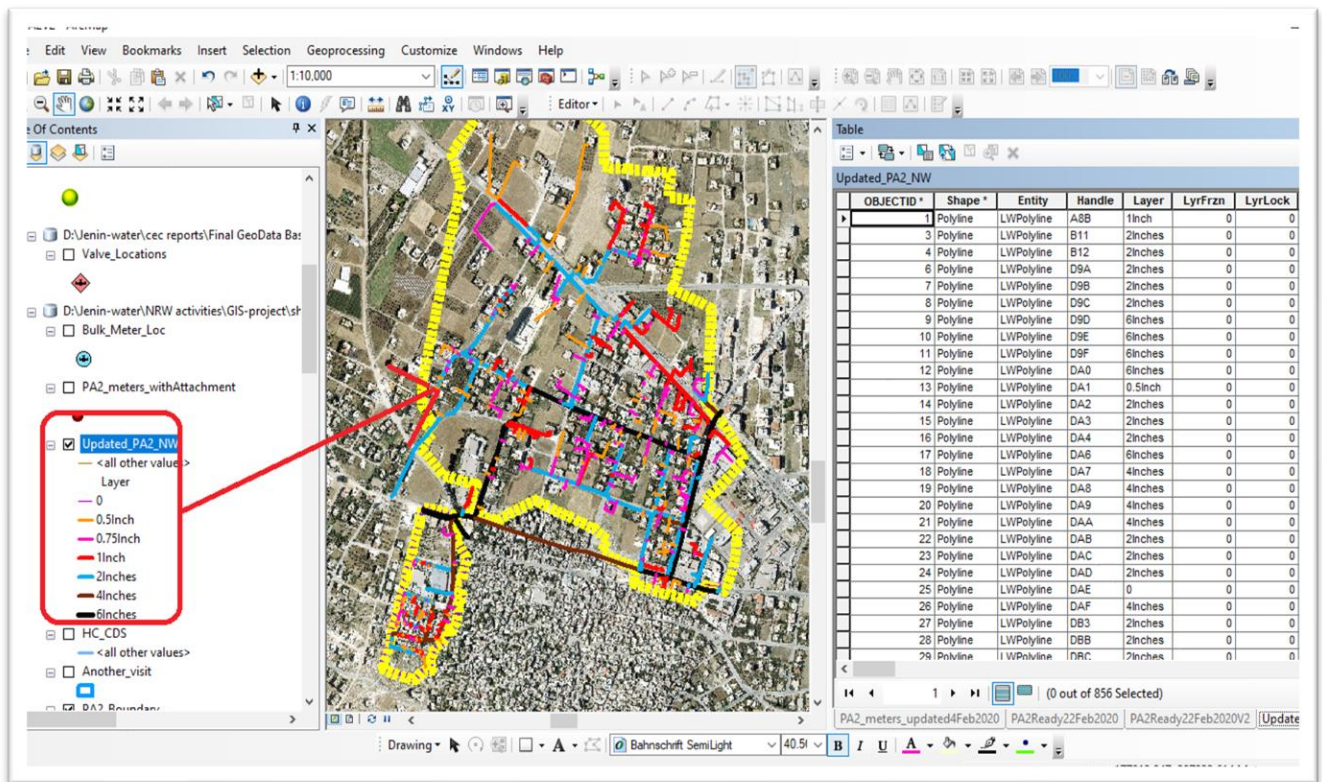 Edit View Bookmarks Insert Selection Geoprocessing Customize Windows Help
1:10,000
Editor
Of Contents
D:\Jenin-water\cec reports\Final GeoData Bas
Valve_Locations
D:\Jenin-water\NRW activities\GIS-project\sh
Bulk_Meter_Loc
PA2_meters_withAttachment
Updated_PA2_NW
<all other values>
Layer
0
0.5Inch
0.75Inch
1Inch
2Inches
4Inches
6Inches
HC_CDS
<all other values>
Another_visit
PA2_Boundary
Table
Updated_PA2_NW
OBJECTID * Shape * Entity Handle Layer LyrFrzn LyrLock
1 Polyline LWPolyline A8B 1Inch 0 0
3 Polyline LWPolyline B11 2Inches 0 0
4 Polyline LWPolyline B12 2Inches 0 0
6 Polyline LWPolyline D9A 2Inches 0 0
7 Polyline LWPolyline D9B 2Inches 0 0
8 Polyline LWPolyline D9C 2Inches 0 0
9 Polyline LWPolyline D9D 6Inches 0 0
10 Polyline LWPolyline D9E 6Inches 0 0
11 Polyline LWPolyline D9F 6Inches 0 0
12 Polyline LWPolyline DA0 6Inches 0 0
13 Polyline LWPolyline DA1 0.5Inch 0 0
14 Polyline LWPolyline DA2 2Inches 0 0
15 Polyline LWPolyline DA3 2Inches 0 0
16 Polyline LWPolyline DA4 2Inches 0 0
17 Polyline LWPolyline DA6 6Inches 0 0
18 Polyline LWPolyline DA7 4Inches 0 0
19 Polyline LWPolyline DA8 4Inches 0 0
20 Polyline LWPolyline DA9 4Inches 0 0
21 Polyline LWPolyline DAA 4Inches 0 0
22 Polyline LWPolyline DAB 2Inches 0 0
23 Polyline LWPolyline DAC 2Inches 0 0
24 Polyline LWPolyline DAD 2Inches 0 0
25 Polyline LWPolyline DAE 0 0 0
26 Polyline LWPolyline DAF 4Inches 0 0
27 Polyline LWPolyline DB3 2Inches 0 0
28 Polyline LWPolyline DBB 2Inches 0 0
29 Polyline LWPolyline DBC 2Inches 0 0
1 (0 out of 856 Selected)
PA2_meters_updated4Feb2020 PA2Ready22Feb2020 PA2Ready22Feb2020V2 Update
Drawing A Bahnschrift SemiLight 40.5 B I U A